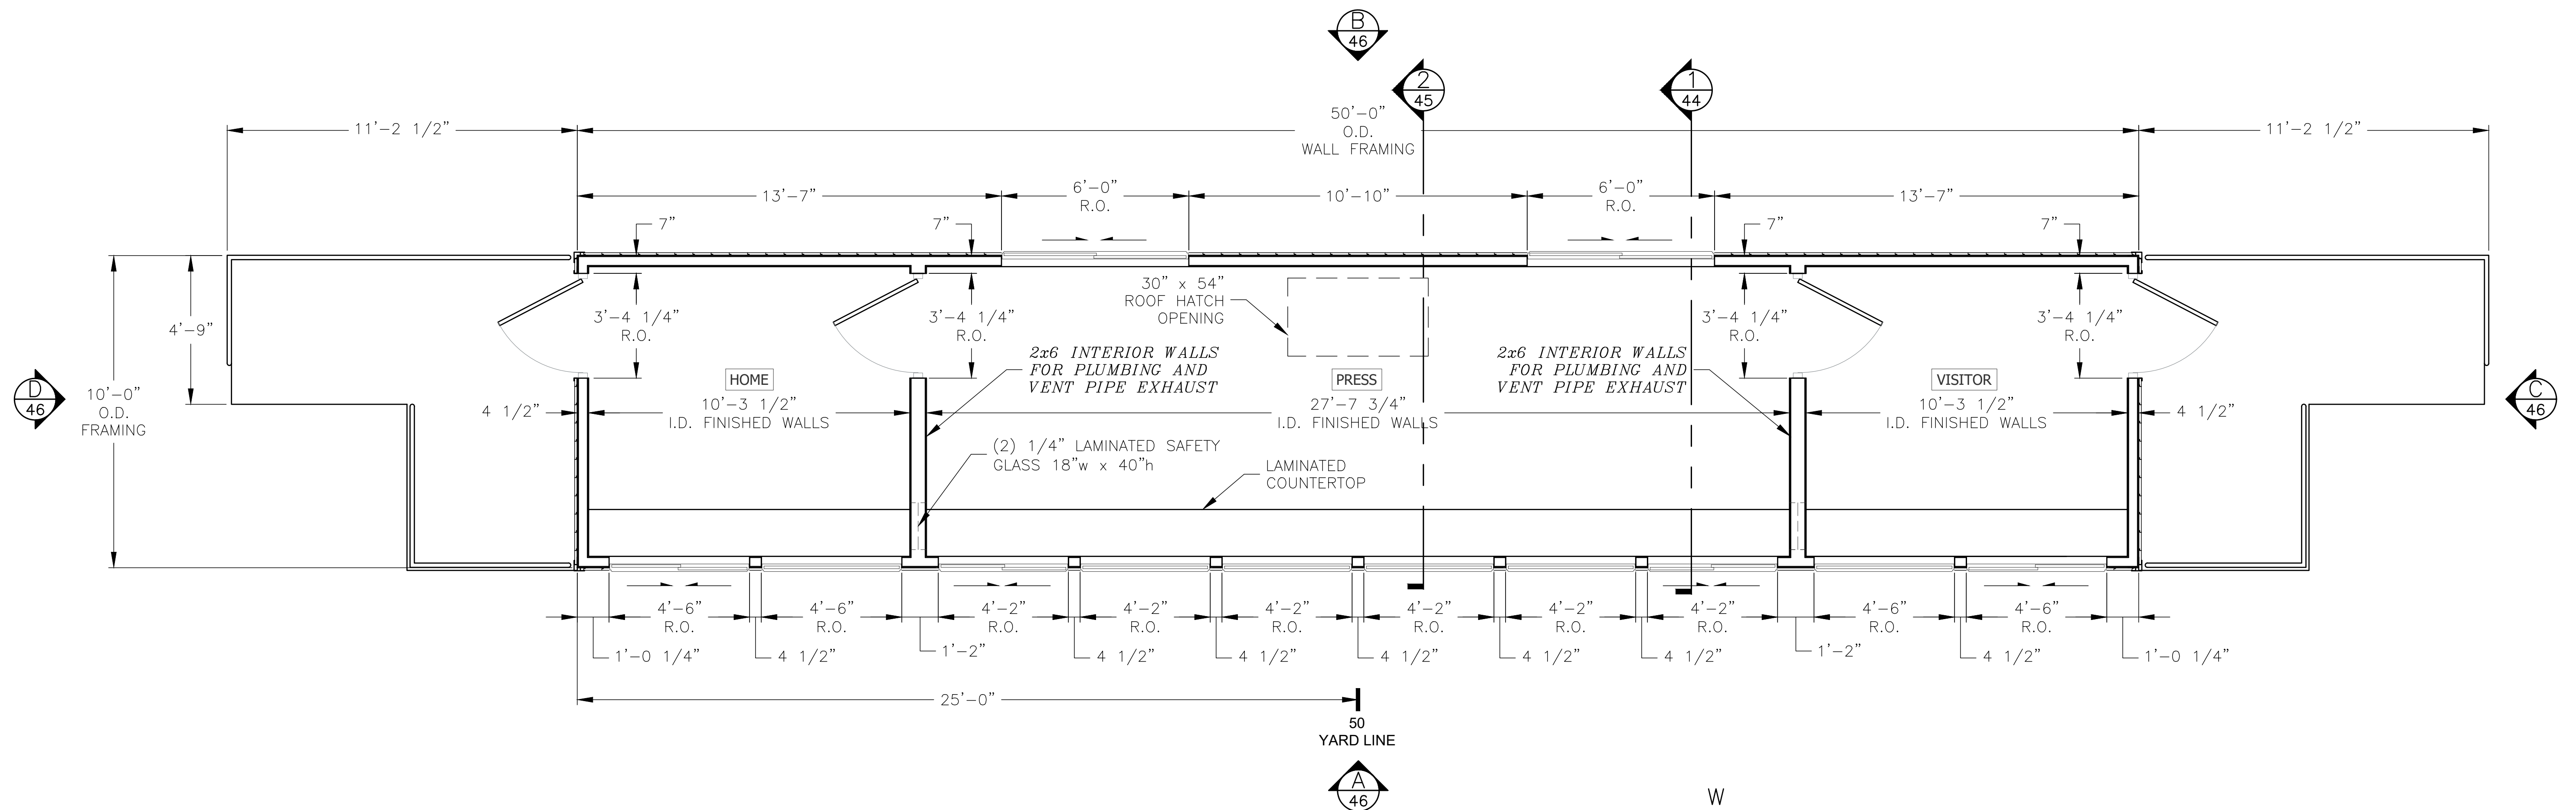 B
46
2
45
1
44
11'-2 1/2"
50'-0"
O.D.
WALL FRAMING
11'-2 1/2"
13'-7"
6'-0"
R.O.
10'-10"
6'-0"
R.O.
13'-7"
7"
7"
7"
7"
4'-9"
10'-0"
O.D.
FRAMING
D
46
3'-4 1/4"
R.O.
3'-4 1/4"
R.O.
30" x 54"
ROOF HATCH
OPENING
3'-4 1/4"
R.O.
3'-4 1/4"
R.O.
2x6 INTERIOR WALLS
FOR PLUMBING AND
VENT PIPE EXHAUST
2x6 INTERIOR WALLS
FOR PLUMBING AND
VENT PIPE EXHAUST
HOME
10'-3 1/2"
I.D. FINISHED WALLS
PRESS
27'-7 3/4"
I.D. FINISHED WALLS
VISITOR
10'-3 1/2"
I.D. FINISHED WALLS
4 1/2"
4 1/2"
C
46
(2) 1/4" LAMINATED SAFETY
GLASS 18"w x 40"h
LAMINATED
COUNTERTOP
4'-6"
R.O.
4'-6"
R.O.
4'-2"
R.O.
4'-2"
R.O.
4'-2"
R.O.
4'-2"
R.O.
4'-2"
R.O.
4'-2"
R.O.
4'-6"
R.O.
4'-6"
R.O.
1'-0 1/4"
4 1/2"
1'-2"
4 1/2"
4 1/2"
4 1/2"
4 1/2"
4 1/2"
1'-2"
4 1/2"
1'-0 1/4"
25'-0"
50
YARD LINE
A
46
W